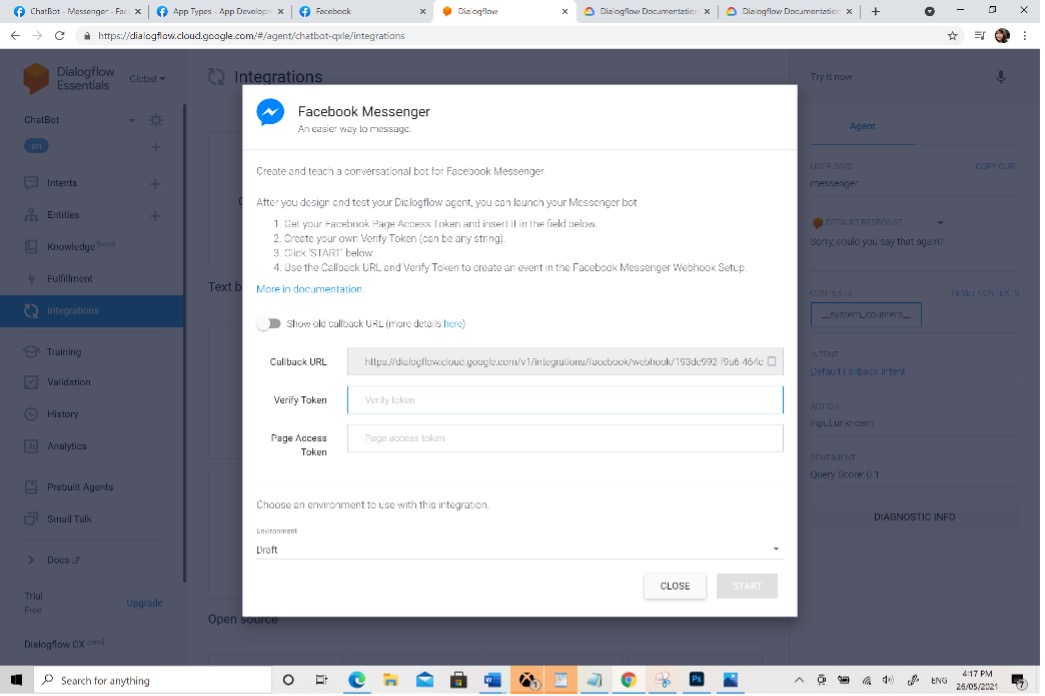 ChatBot - Messenger - Fac
App Types - App Developm
Facebook
Dialogflow
Dialogflow Documentation
Dialogflow Documentation
https://dialogflow.cloud.google.com/#/agent/chatbot-qxle/integrations
Dialogflow
Essentials
Global
Integrations
Try it now
ChatBot
en
Agent
Intents
Entities
Knowledge [beta]
Fulfillment
Integrations
Training
Validation
History
Analytics
Prebuilt Agents
Small Talk
Docs
Trial
Free
Upgrade
Dialogflow CX [new]
Text b
Open source
Facebook Messenger
An easier way to message.
Create and teach a conversational bot for Facebook Messenger.
After you design and test your Dialogflow agent, you can launch your Messenger bot
1. Get your Facebook Page Access Token and insert it in the field below.
2. Create your own Verify Token (can be any string).
3. Click 'START' below.
4. Use the Callback URL and Verify Token to create an event in the Facebook Messenger Webhook Setup.
More in documentation.
Show old callback URL (more details here)
Callback URL
https://dialogflow.cloud.google.com/v1/integrations/facebook/webhook/193dc992-f9a6-464c
Verify Token
Verify token
Page Access
Token
Page access token
Choose an environment to use with this integration.
Environment
Draft
CLOSE
START
USER SAYS
COPY CURL
messenger
DEFAULT RESPONSE
Sorry, could you say that again?
CONTEXTS
RESET CONTEXTS
__system_counters__
INTENT
Default Fallback Intent
ACTION
input.unknown
SENTIMENT
Query Score: 0.1
DIAGNOSTIC INFO
Search for anything
ENG
4:17 PM
26/05/2021